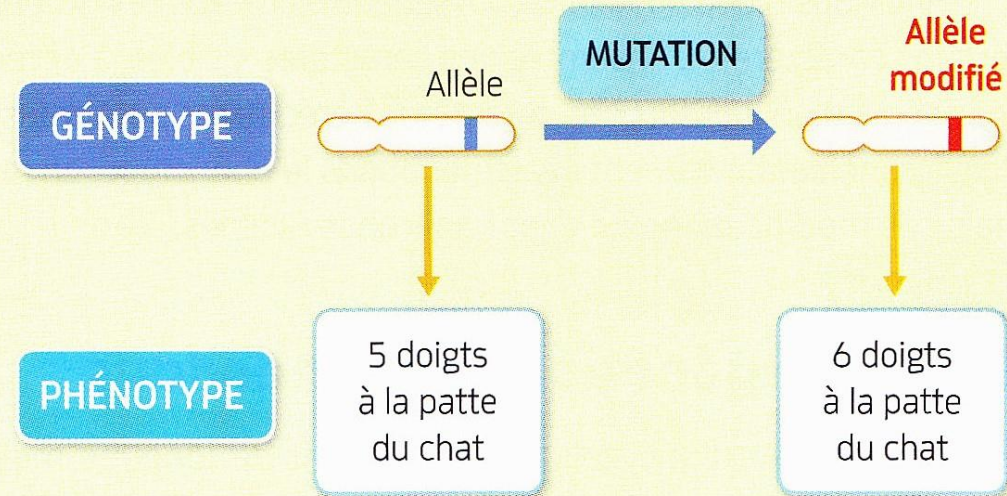 MUTATION
Allèle
modifié
Allèle
GÉNOTYPE
PHÉNOTYPE
5 doigts
à la patte
du chat
6 doigts
à la patte
du chat